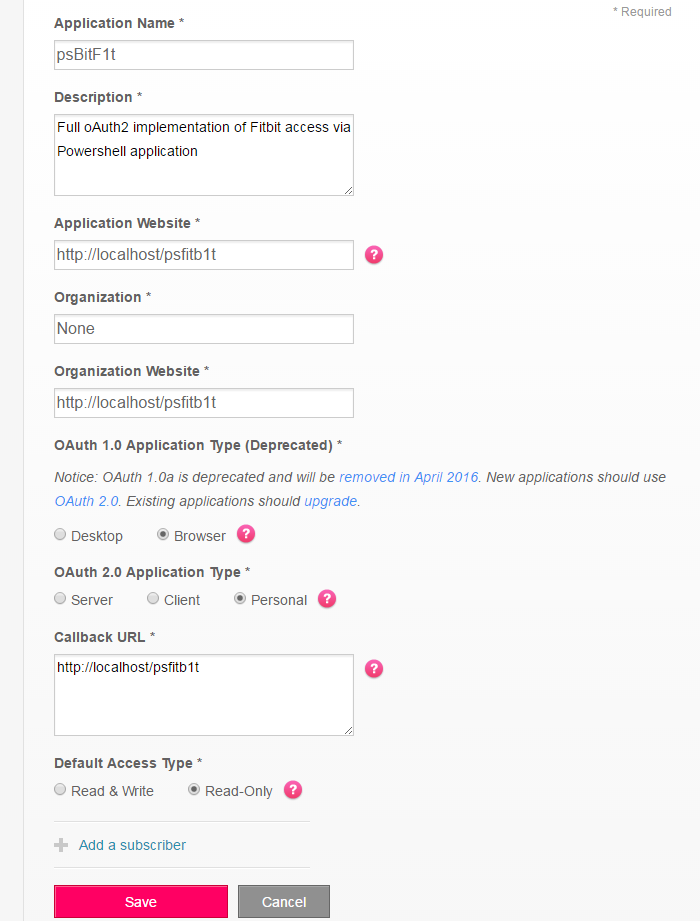 * Required
Application Name *
psBitF1t
Description *
Full oAuth2 implementation of Fitbit access via
Powershell application
Application Website *
http://localhost/psfitb1t
?
Organization *
None
Organization Website *
http://localhost/psfitb1t
OAuth 1.0 Application Type (Deprecated) *
Notice: OAuth 1.0a is deprecated and will be removed in April 2016. New applications should use
OAuth 2.0. Existing applications should upgrade.
Desktop Browser ?
OAuth 2.0 Application Type *
Server Client Personal ?
Callback URL *
http://localhost/psfitb1t
?
Default Access Type *
Read & Write Read-Only ?
Add a subscriber
Save Cancel